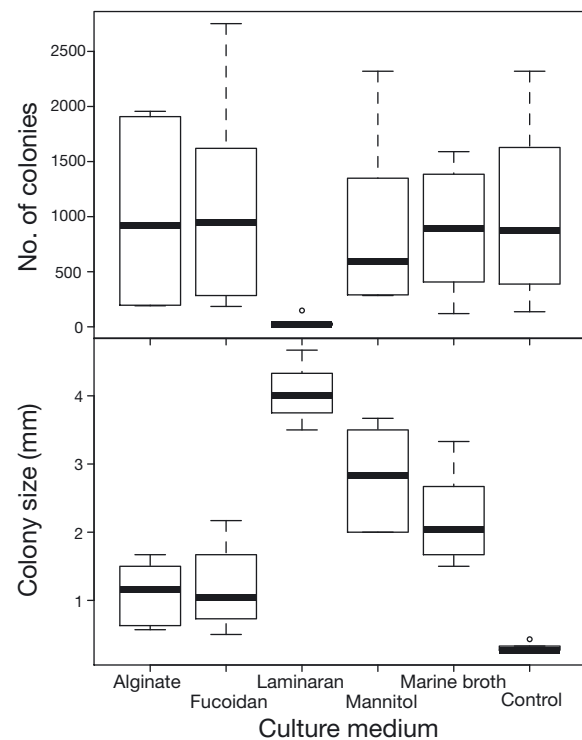 No. of colonies
2500
2000
1500
1000
500
0
Colony size (mm)
4
3
2
1
Alginate
Fucoidan
Laminaran
Mannitol
Marine broth
Control
Culture medium